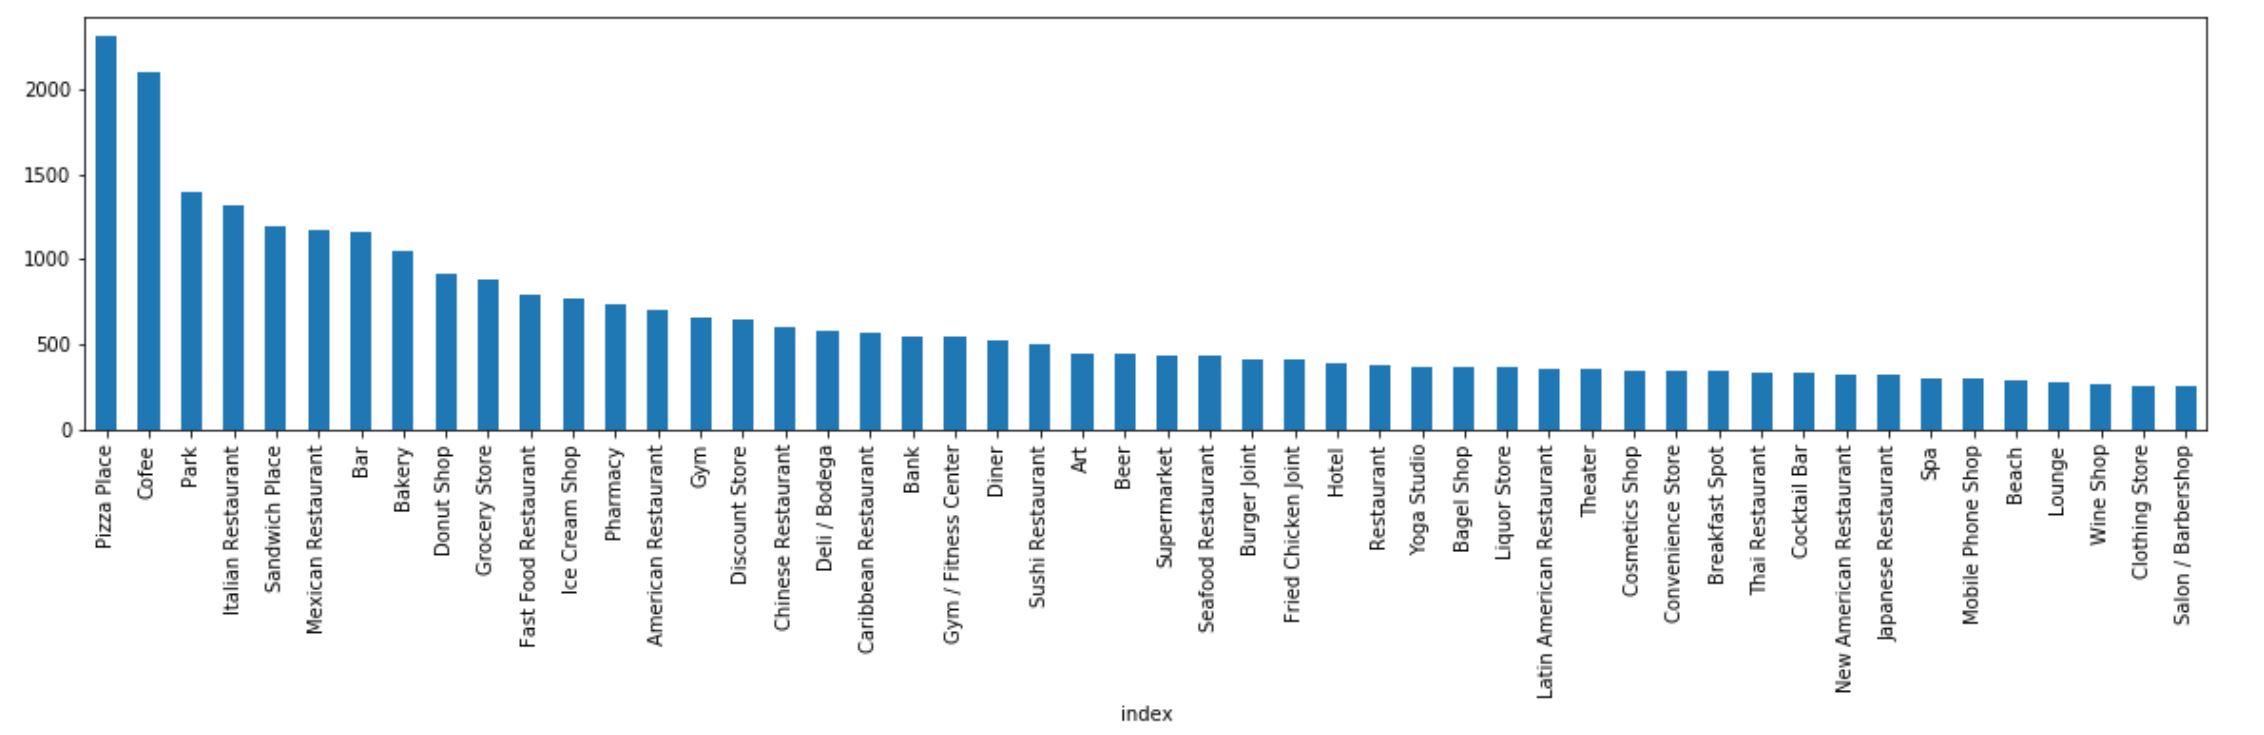 2000
1500
1000
500
0
Pizza Place
Cofee
Park
Italian Restaurant
Sandwich Place
Mexican Restaurant
Bar
Bakery
Donut Shop
Grocery Store
Fast Food Restaurant
Ice Cream Shop
Pharmacy
American Restaurant
Gym
Discount Store
Chinese Restaurant
Deli / Bodega
Caribbean Restaurant
Bank
Gym / Fitness Center
Diner
Sushi Restaurant
Art
Beer
Supermarket
Seafood Restaurant
Burger Joint
Fried Chicken Joint
Hotel
Restaurant
Yoga Studio
Bagel Shop
Liquor Store
Latin American Restaurant
Theater
Cosmetics Shop
Convenience Store
Breakfast Spot
Thai Restaurant
Cocktail Bar
New American Restaurant
Japanese Restaurant
Spa
Mobile Phone Shop
Beach
Lounge
Wine Shop
Clothing Store
Salon / Barbershop
index